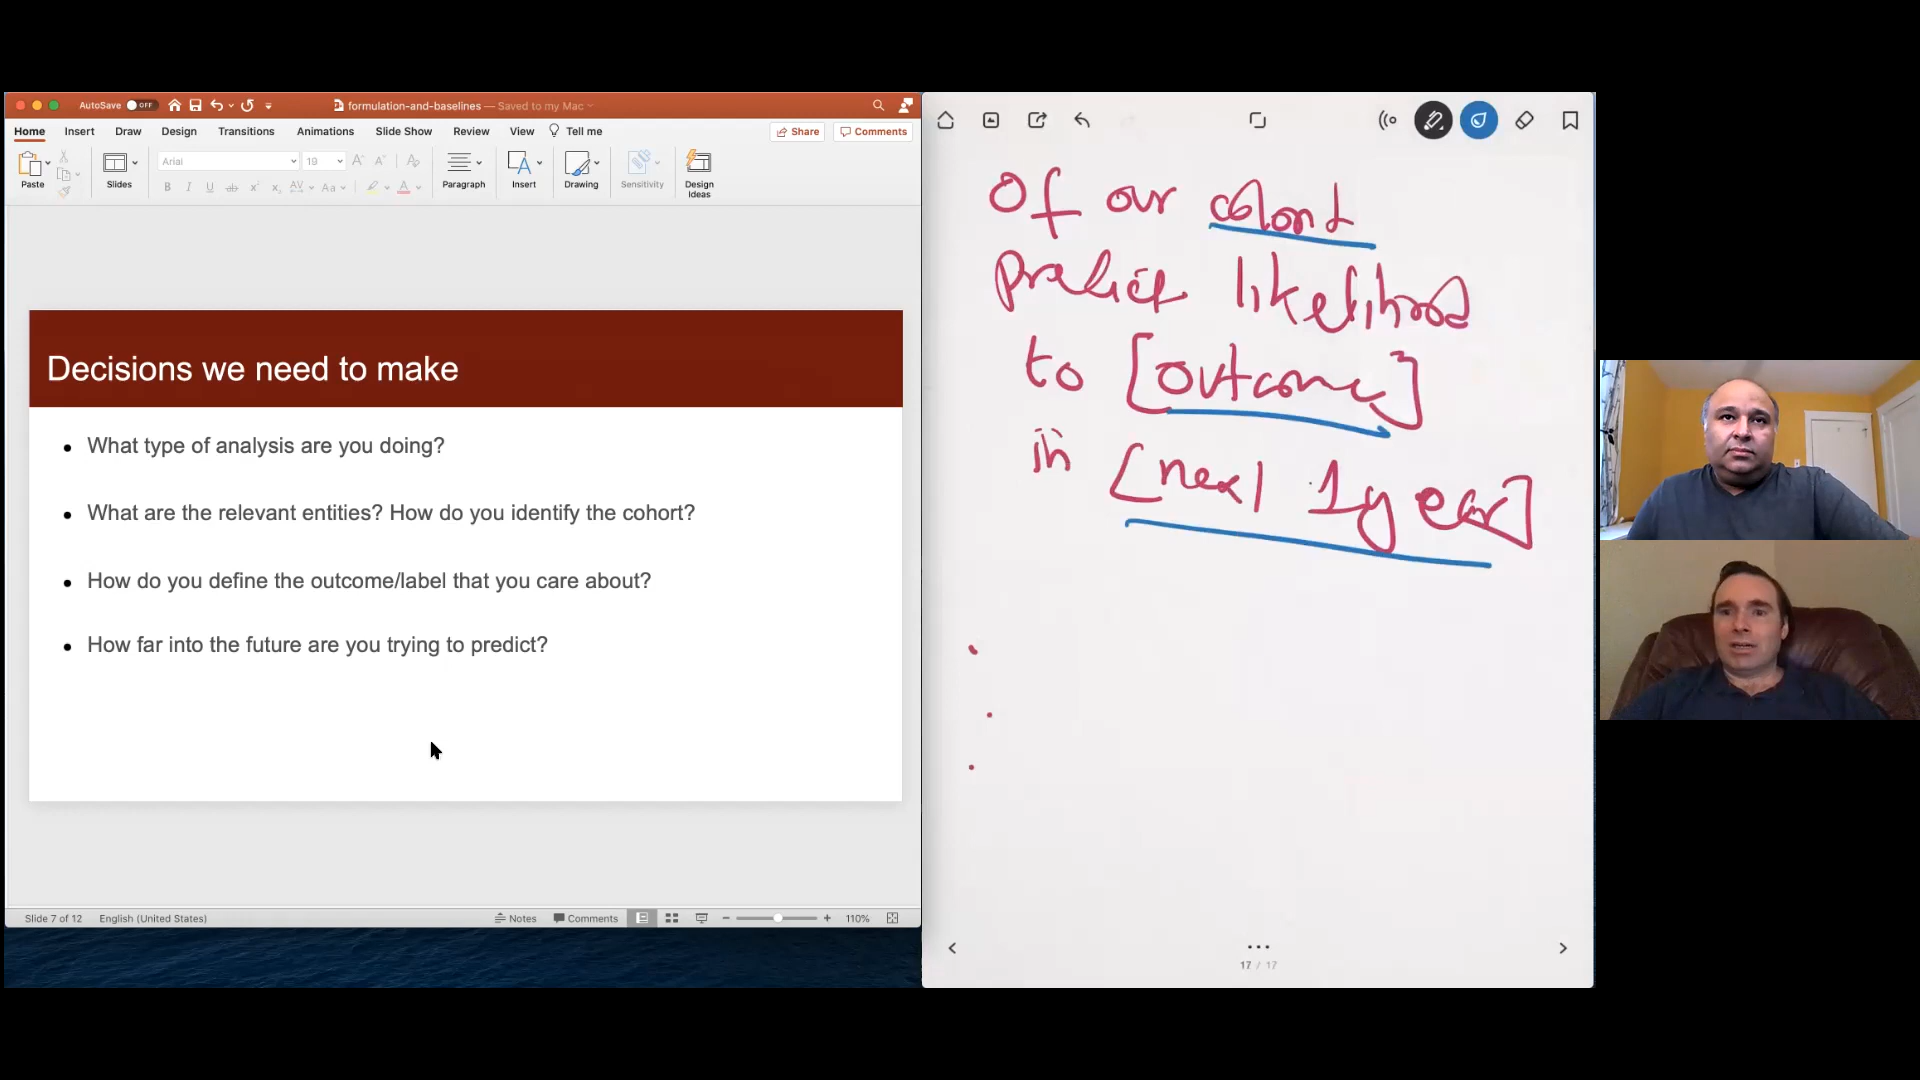 AutoSave OFF
formulation-and-baselines — Saved to my Mac
Home Insert Draw Design Transitions Animations Slide Show Review View Tell me
Share Comments
Arial 19
Paste Slides Paragraph Insert Drawing Sensitivity Design Ideas
Decisions we need to make
• What type of analysis are you doing?
• What are the relevant entities? How do you identify the cohort?
• How do you define the outcome/label that you care about?
• How far into the future are you trying to predict?
Slide 7 of 12 English (United States) Notes Comments 110%
Of our cohort
predict likelihood
to [outcome]
in [next 1 year]
17 / 17